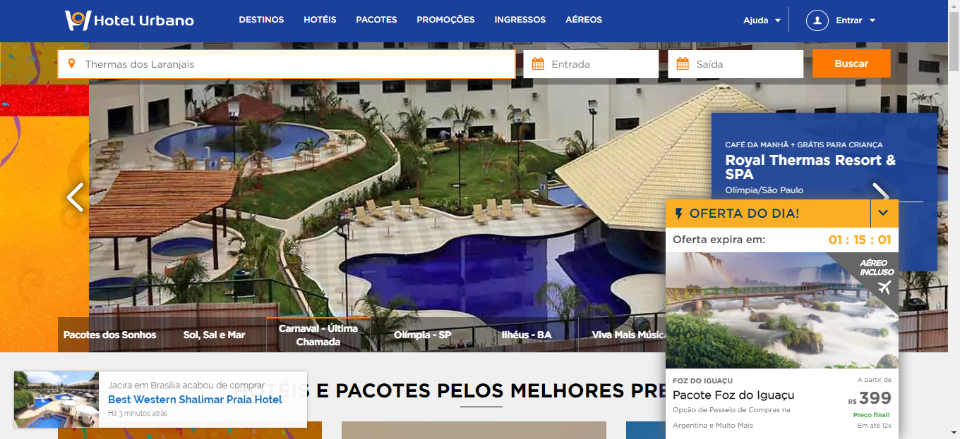 Hotel Urbano
DESTINOS HOTÉIS PACOTES PROMOÇÕES INGRESSOS AÉREOS
Ajuda Entrar
Thermas dos Laranjais
Entrada
Saída
Buscar
CAFÉ DA MANHÃ + GRÁTIS PARA CRIANÇA
Royal Thermas Resort &
SPA
Olímpia/São Paulo
OFERTA DO DIA!
Oferta expira em: 01 : 15 : 01
AÉREO
INCLUSO
Pacotes dos Sonhos
Sol, Sal e Mar
Carnaval - Última
Chamada
Olímpia - SP
Ilhéus - BA
Viva Mais Música
Jacira em Brasilia acabou de comprar
Best Western Shalimar Praia Hotel
Há 3 minutos atrás
E PACOTES PELOS MELHORES
FOZ DO IGUAÇU
Pacote Foz do Iguaçu
Opção de Passeio de Compras na
Argentina e Muito Mais
A partir de
R$ 399
Preço final!
Em até 12x